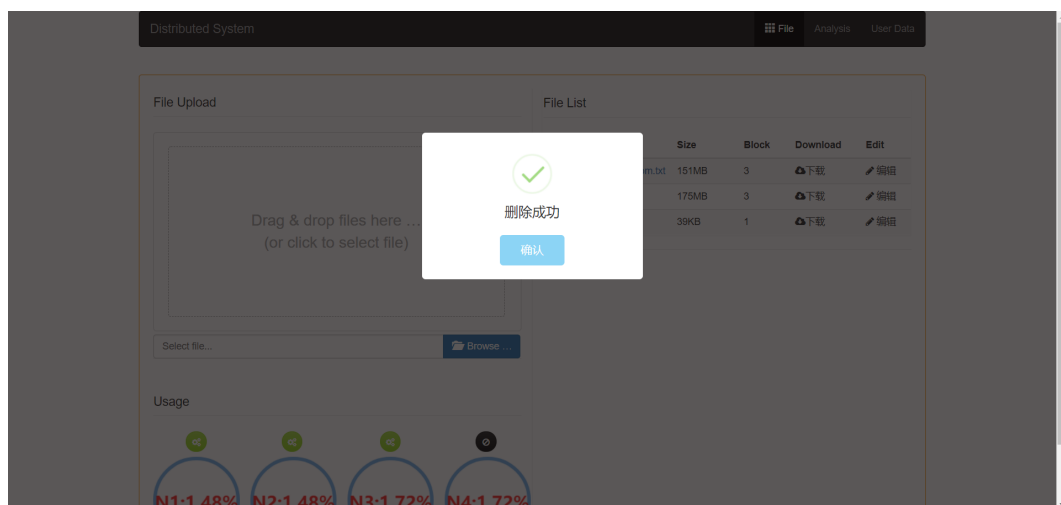 Distributed System
File
Analysis
User Data
File Upload
Drag & drop files here …
(or click to select file)
Select file...
Browse …
Usage
N1:1.48%
N2:1.48%
N3:1.72%
N4:1.72%
File List
Size Block Download Edit
om.txt 151MB 3 下载 编辑
175MB 3 下载 编辑
39KB 1 下载 编辑
删除成功
确认